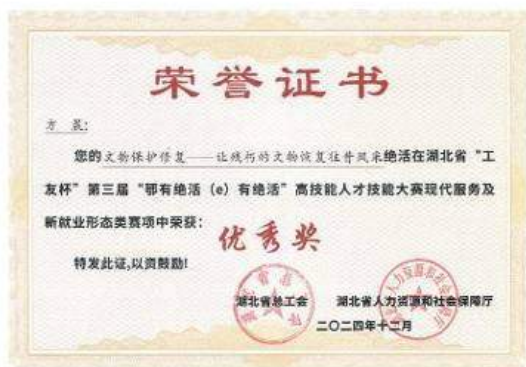 荣誉证书
方晨:
您的文物保护修复——让残朽的文物恢复往昔风采绝活在湖北省“工
友杯”第三届“鄂有绝活(e)有绝活”高技能人才技能大赛现代服务及
新就业形态类赛项中荣获:
优秀奖
特发此证,以资鼓励!
湖北省总工会 湖北省人力资源和社会保障厅
二〇二四年十二月